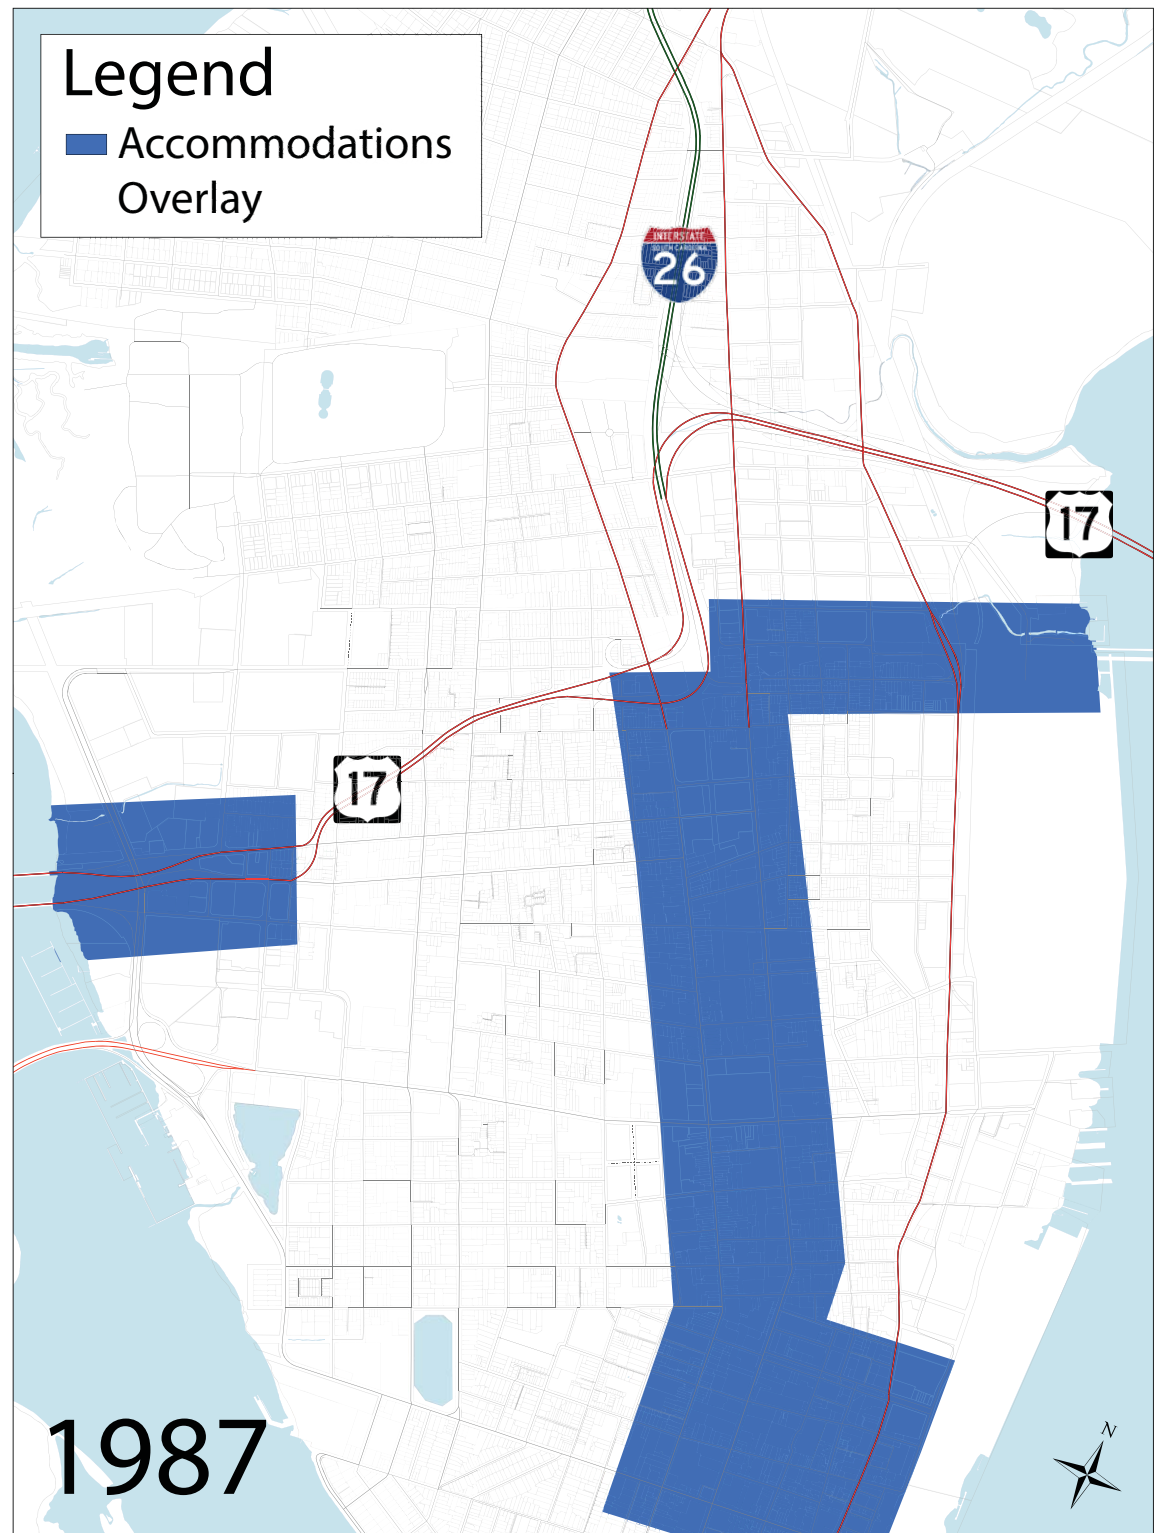 Legend
Accommodations
Overlay
INTERSTATE
SOUTH CAROLINA
26
17
17
1987
N